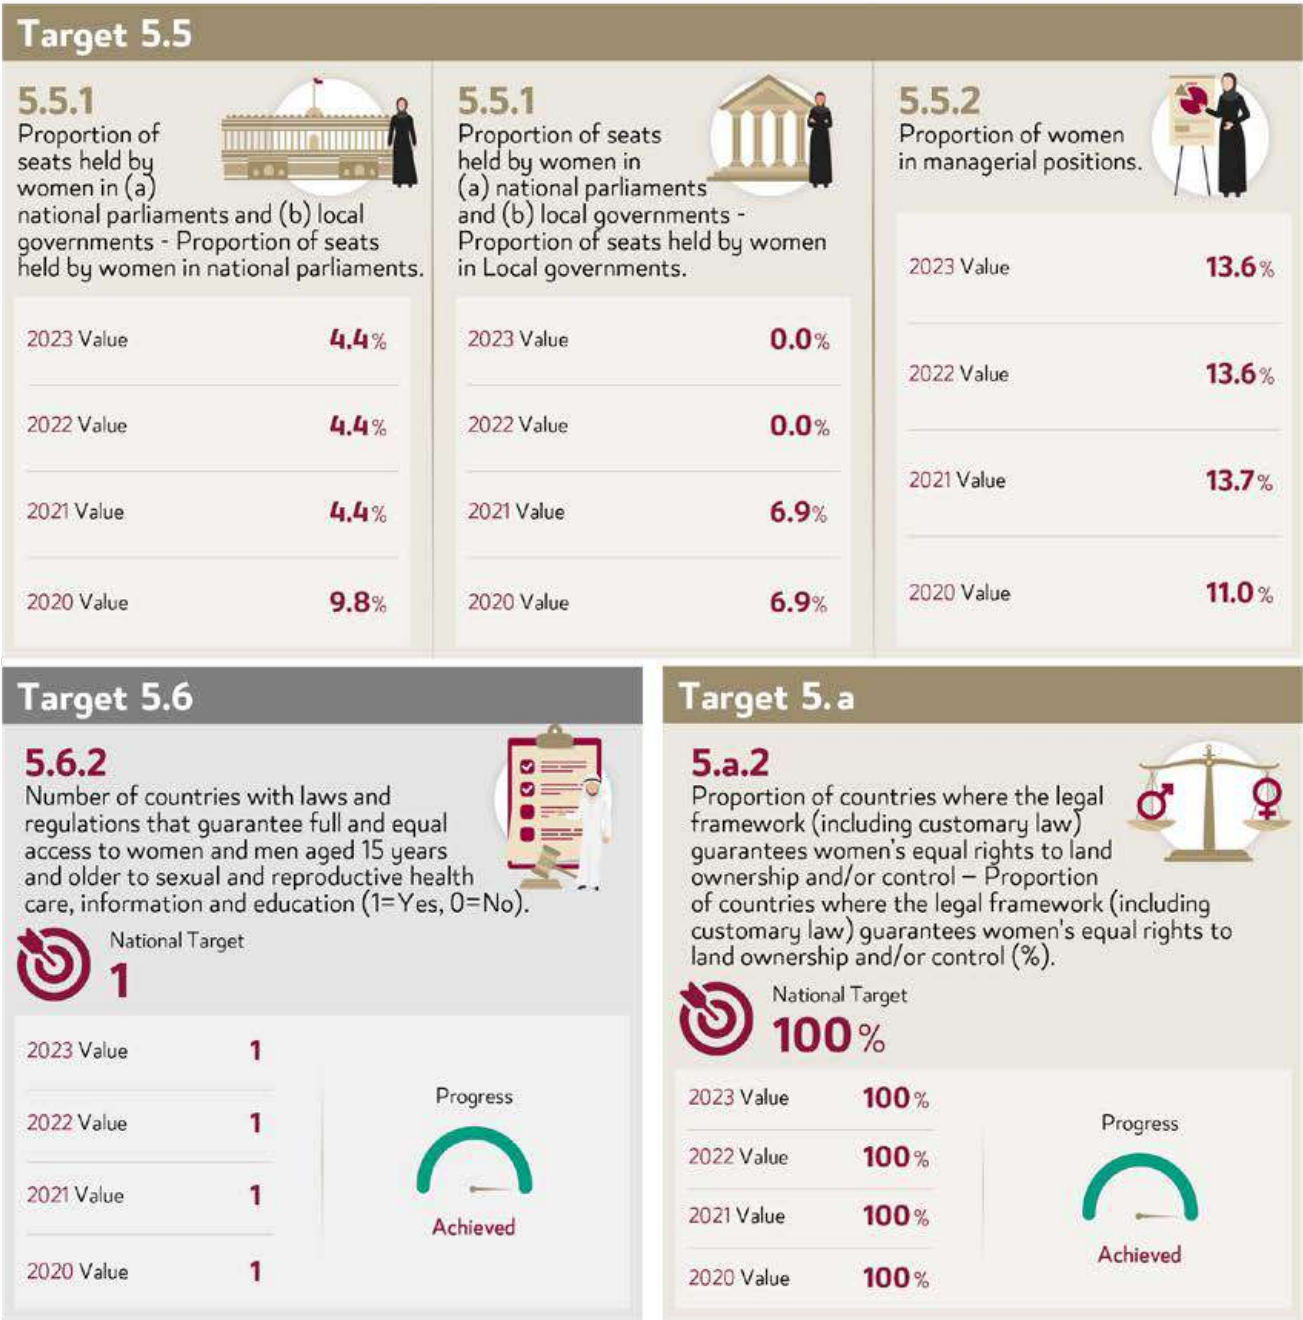 Target 5.5
5.5.1
Proportion of
seats held by
women in (a)
national parliaments and (b) local
governments - Proportion of seats
held by women in national parliaments.
2023 Value 4.4%
2022 Value 4.4%
2021 Value 4.4%
2020 Value 9.8%
5.5.1
Proportion of seats
held by women in
(a) national parliaments
and (b) local governments -
Proportion of seats held by women
in Local governments.
2023 Value 0.0%
2022 Value 0.0%
2021 Value 6.9%
2020 Value 6.9%
5.5.2
Proportion of women
in managerial positions.
2023 Value 13.6%
2022 Value 13.6%
2021 Value 13.7%
2020 Value 11.0%
Target 5.6
5.6.2
Number of countries with laws and
regulations that guarantee full and equal
access to women and men aged 15 years
and older to sexual and reproductive health
care, information and education (1=Yes, 0=No).
National Target
1
2023 Value 1
2022 Value 1
2021 Value 1
2020 Value 1
Progress
Achieved
Target 5.a
5.a.2
Proportion of countries where the legal
framework (including customary law)
guarantees women's equal rights to land
ownership and/or control – Proportion
of countries where the legal framework (including
customary law) guarantees women's equal rights to
land ownership and/or control (%).
National Target
100%
2023 Value 100%
2022 Value 100%
2021 Value 100%
2020 Value 100%
Progress
Achieved